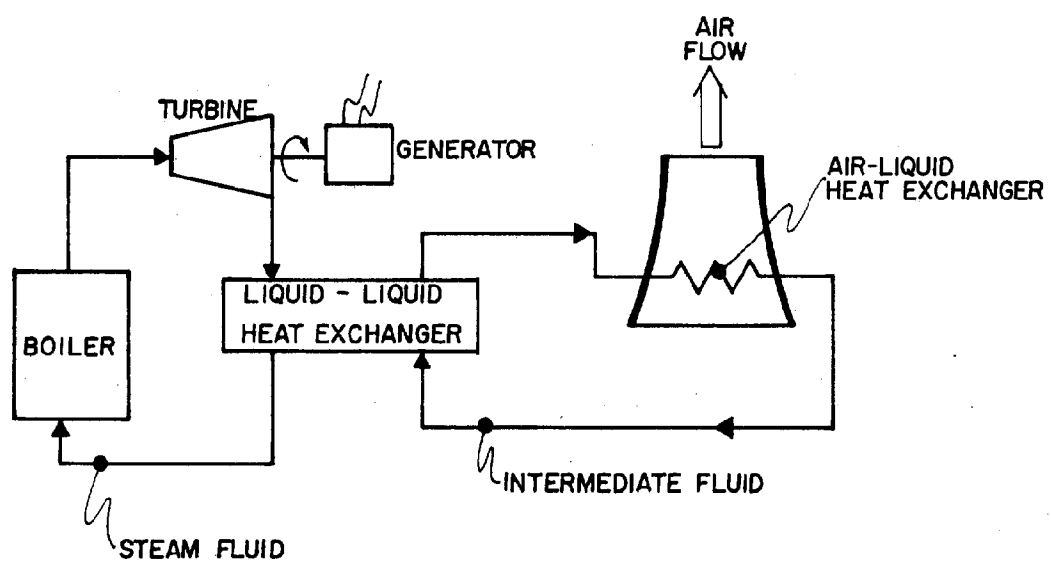 AIR
FLOW
TURBINE
GENERATOR
AIR-LIQUID
HEAT EXCHANGER
LIQUID - LIQUID
HEAT EXCHANGER
BOILER
INTERMEDIATE FLUID
STEAM FLUID